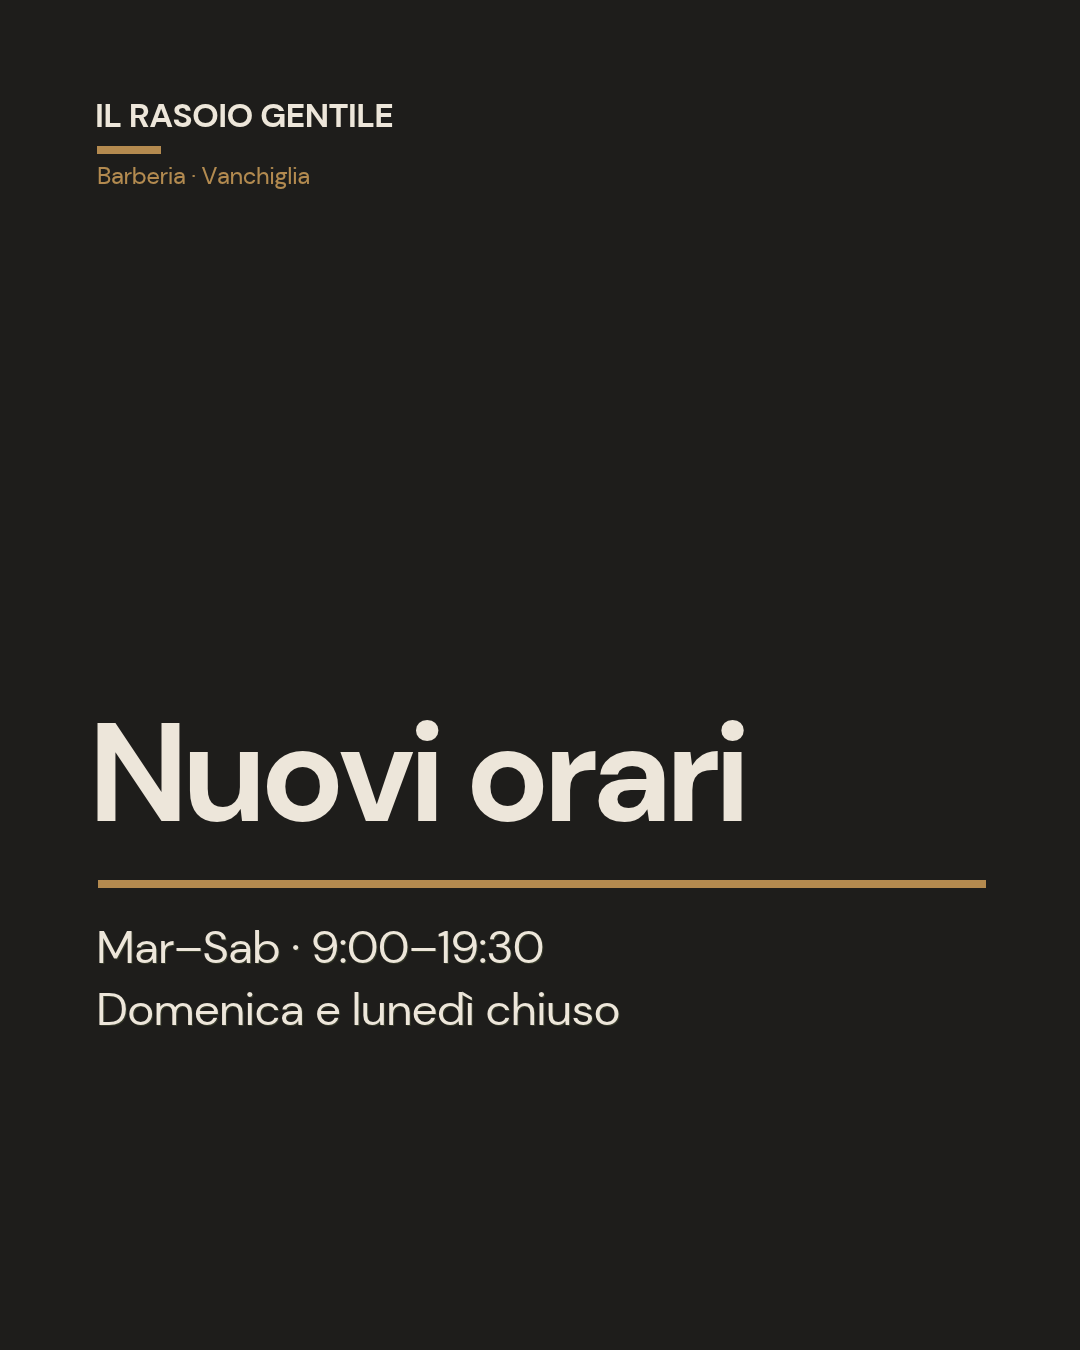 IL RASOIO GENTILE
Barberia · Vanchiglia
Nuovi orari
Mar–Sab · 9:00–19:30
Domenica e lunedì chiuso